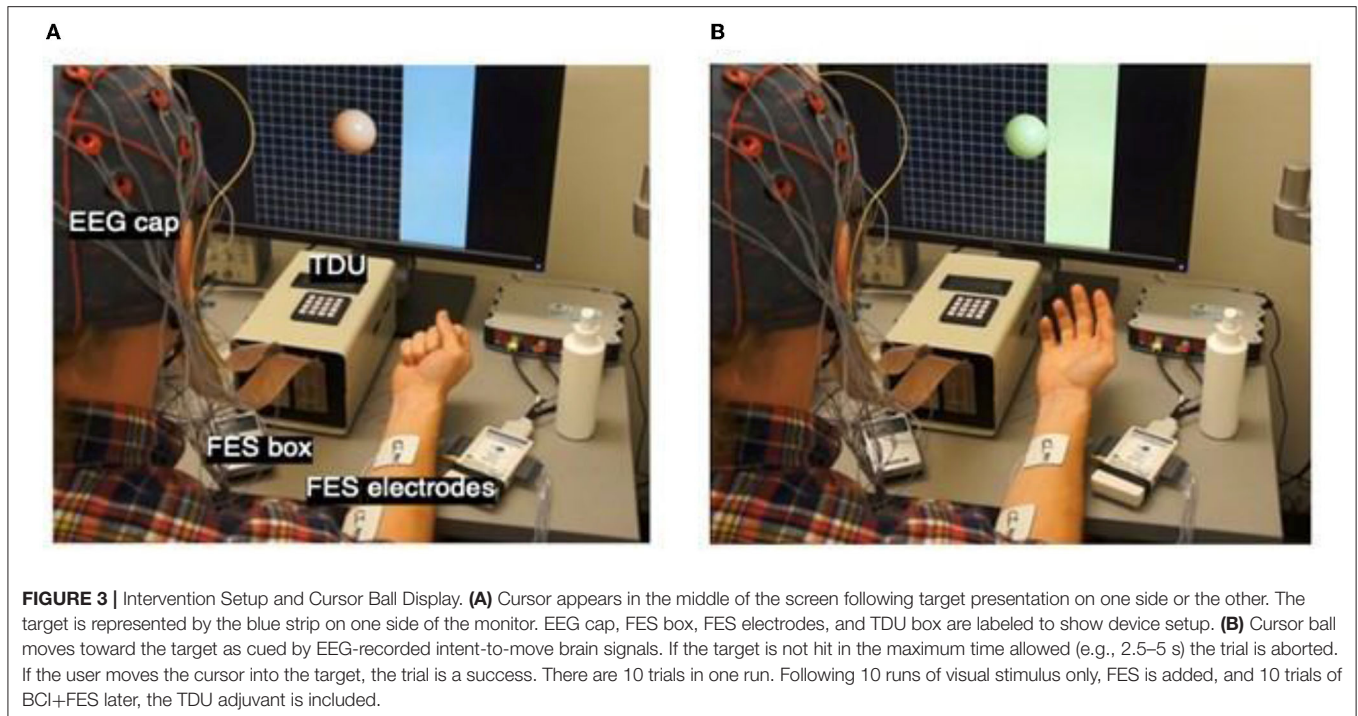 A
B
EEG cap
TDU
FES box
FES electrodes
FIGURE 3 | Intervention Setup and Cursor Ball Display. (A) Cursor appears in the middle of the screen following target presentation on one side or the other. The
target is represented by the blue strip on one side of the monitor. EEG cap, FES box, FES electrodes, and TDU box are labeled to show device setup. (B) Cursor ball
moves toward the target as cued by EEG-recorded intent-to-move brain signals. If the target is not hit in the maximum time allowed (e.g., 2.5–5 s) the trial is aborted.
If the user moves the cursor into the target, the trial is a success. There are 10 trials in one run. Following 10 runs of visual stimulus only, FES is added, and 10 trials of
BCI+FES later, the TDU adjuvant is included.